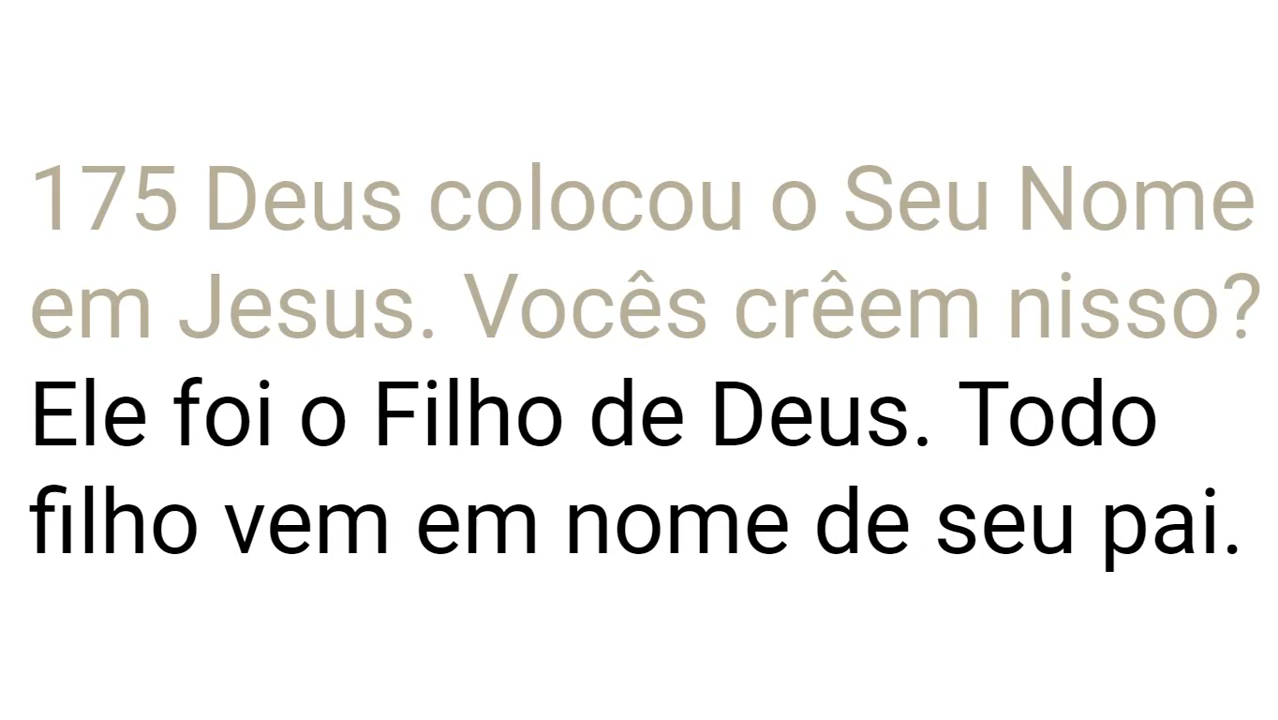 175 Deus colocou o Seu Nome
em Jesus. Vocês crêem nisso?
Ele foi o Filho de Deus. Todo
filho vem em nome de seu pai.